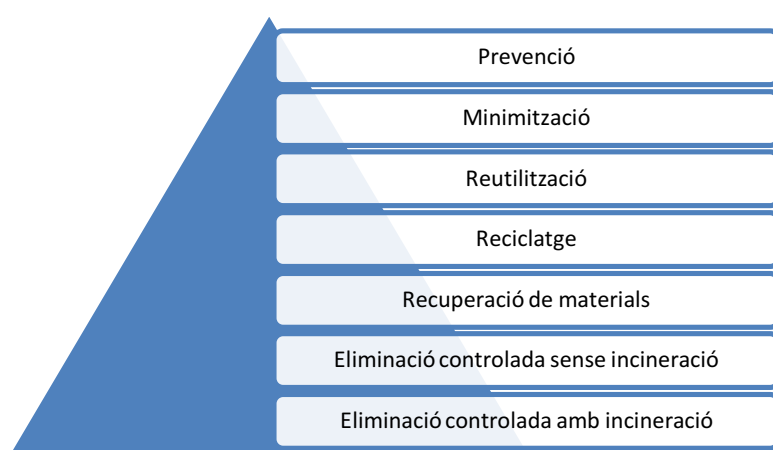 Prevenció
Minimització
Reutilització
Reciclatge
Recuperació de materials
Eliminació controlada sense incineració
Eliminació controlada amb incineració